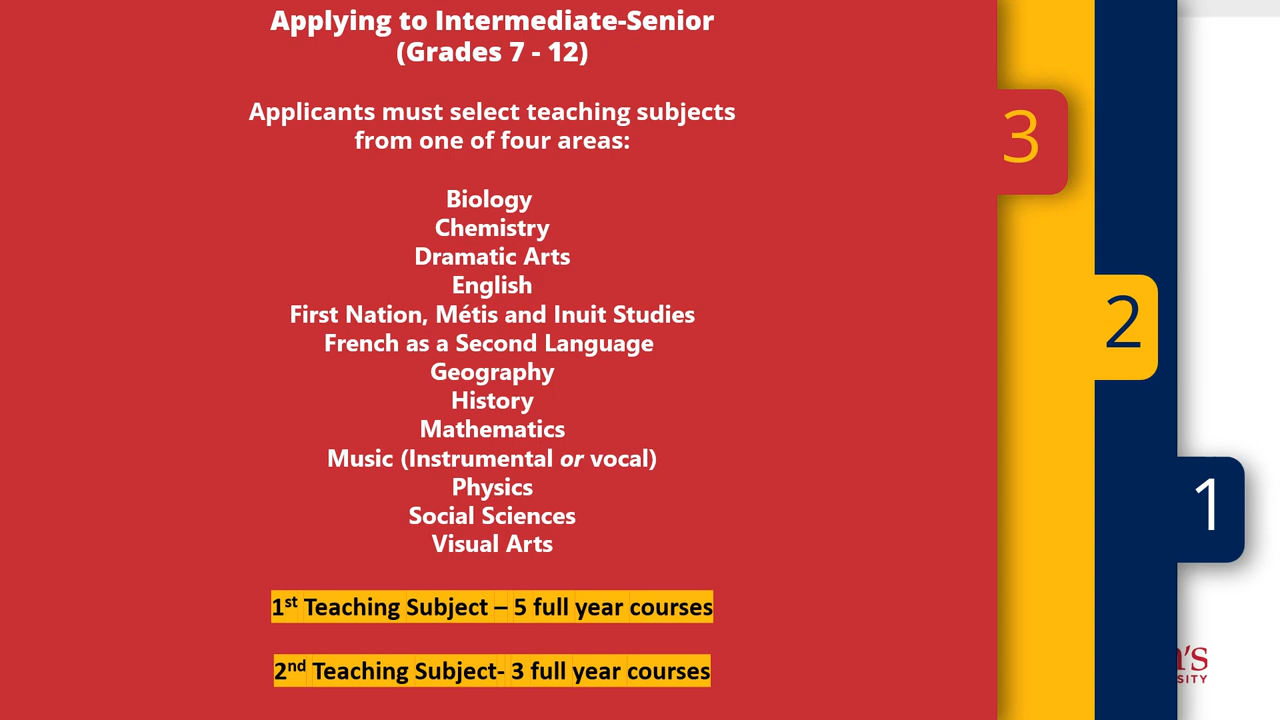 Applying to Intermediate-Senior
(Grades 7 - 12)
Applicants must select teaching subjects
from one of four areas:
Biology
Chemistry
Dramatic Arts
English
First Nation, Métis and Inuit Studies
French as a Second Language
Geography
History
Mathematics
Music (Instrumental or vocal)
Physics
Social Sciences
Visual Arts
1st Teaching Subject – 5 full year courses
2nd Teaching Subject- 3 full year courses
3
2
1